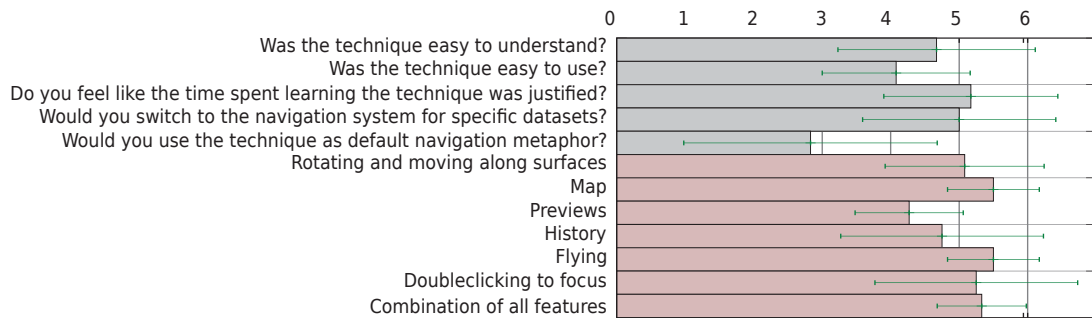 0 1 2 3 4 5 6
Was the technique easy to understand?
Was the technique easy to use?
Do you feel like the time spent learning the technique was justified?
Would you switch to the navigation system for specific datasets?
Would you use the technique as default navigation metaphor?
Rotating and moving along surfaces
Map
Previews
History
Flying
Doubleclicking to focus
Combination of all features